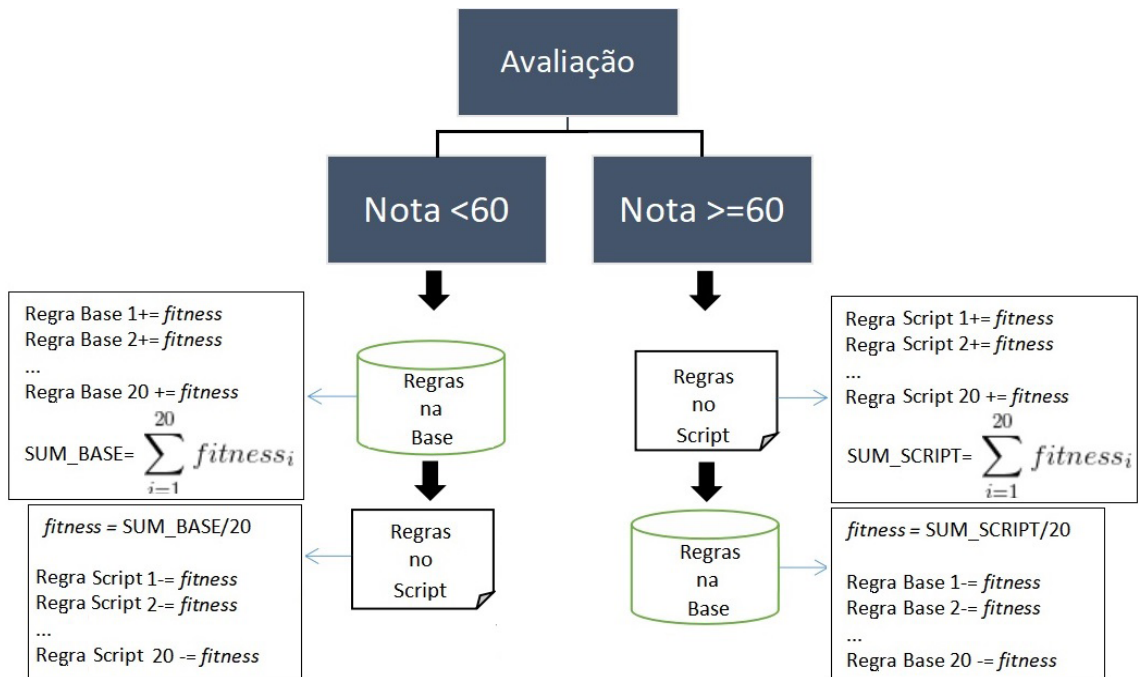 Avaliação
Nota <60
Nota >=60
Regra Base 1+= fitness
Regra Base 2+= fitness
...
Regra Base 20 += fitness
SUM_BASE= \sum_{i=1}^{20} fitness_i
Regras
na
Base
fitness = SUM_BASE/20
Regra Script 1-= fitness
Regra Script 2-= fitness
...
Regra Script 20 -= fitness
Regras
no
Script
Regras
no
Script
Regra Script 1+= fitness
Regra Script 2+= fitness
...
Regra Script 20 += fitness
SUM_SCRIPT= \sum_{i=1}^{20} fitness_i
Regras
na
Base
fitness = SUM_SCRIPT/20
Regra Base 1-= fitness
Regra Base 2-= fitness
...
Regra Base 20 -= fitness